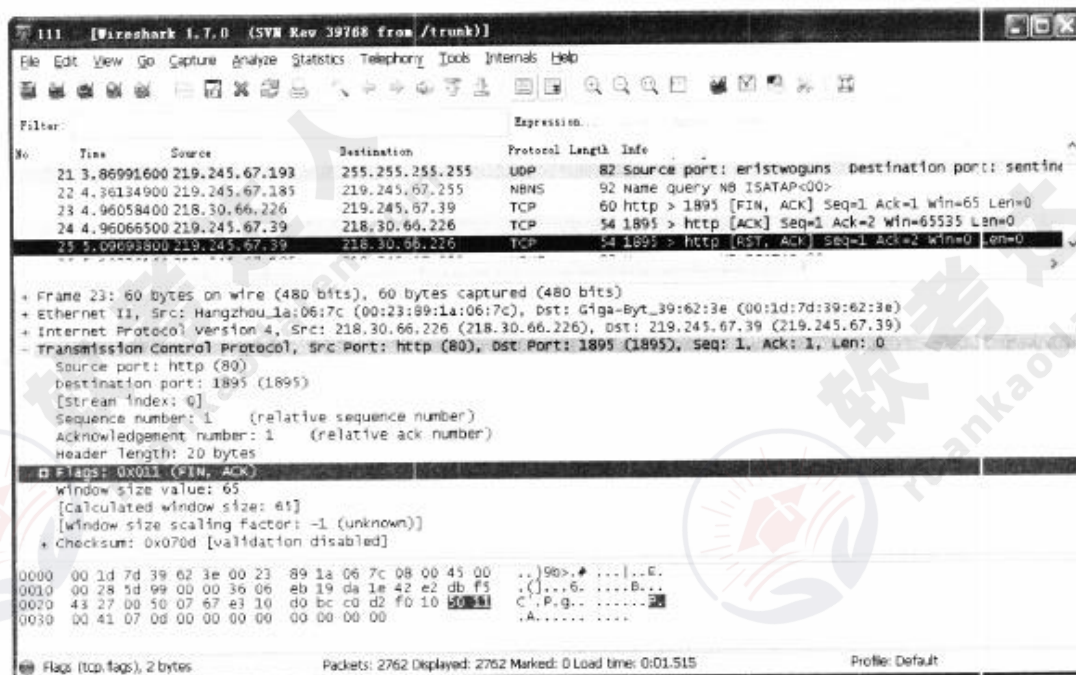 111 [Wireshark 1.7.0 (SVN Rev 39768 from /trunk)]
File Edit View Go Capture Analyze Statistics Telephony Tools Internals Help
Filter: Expression...
No Time Source Destination Protocol Length Info
21 3.86991600 219.245.67.193 255.255.255.255 UDP 82 Source port: eristwoguns Destination port: sentine
22 4.36134900 219.245.67.185 219.245.67.255 NBNS 92 Name query NB ISATAP<00>
23 4.96058400 218.30.66.226 219.245.67.39 TCP 60 http > 1895 [FIN, ACK] Seq=1 Ack=1 Win=65 Len=0
24 4.96066500 219.245.67.39 218.30.66.226 TCP 54 1895 > http [ACK] Seq=1 Ack=2 Win=65535 Len=0
25 5.09693800 219.245.67.39 218.30.66.226 TCP 54 1895 > http [RST, ACK] Seq=1 Ack=2 Win=0 Len=0
+ Frame 23: 60 bytes on wire (480 bits), 60 bytes captured (480 bits)
+ Ethernet II, Src: Hangzhou_1a:06:7c (00:23:89:1a:06:7c), Dst: Giga-Byt_39:62:3e (00:1d:7d:39:62:3e)
+ Internet Protocol Version 4, Src: 218.30.66.226 (218.30.66.226), Dst: 219.245.67.39 (219.245.67.39)
- Transmission Control Protocol, Src Port: http (80), Dst Port: 1895 (1895), Seq: 1, Ack: 1, Len: 0
Source port: http (80)
Destination port: 1895 (1895)
[Stream index: 0]
Sequence number: 1 (relative sequence number)
Acknowledgement number: 1 (relative ack number)
Header length: 20 bytes
+ Flags: 0x011 (FIN, ACK)
Window size value: 65
[Calculated window size: 65]
[Window size scaling factor: -1 (unknown)]
+ Checksum: 0x070d [validation disabled]
0000 00 1d 7d 39 62 3e 00 23 89 1a 06 7c 08 00 45 00 ..}9b>.# ...|..E.
0010 00 28 5d 99 00 00 36 06 eb 19 da 1e 42 e2 db f5 .(]...6. ....B...
0020 43 27 00 50 07 67 e3 10 d0 bc c0 d2 f0 10 50 11 C'.P.g.. ......P.
0030 00 41 07 0d 00 00 00 00 00 00 00 00 .A...... ....
Flags (tcp.flags), 2 bytes Packets: 2762 Displayed: 2762 Marked: 0 Load time: 0:01.515 Profile: Default
软考达人
ruankaodaren